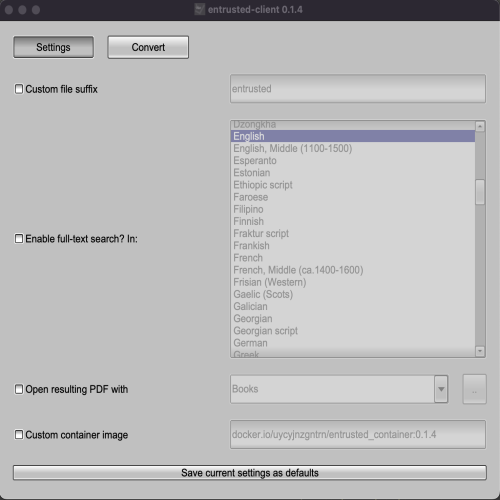 entrusted-client 0.1.4
Settings
Convert
Custom file suffix
entrusted
Enable full-text search? In:
Dzongkha
English
English, Middle (1100-1500)
Esperanto
Estonian
Ethiopic script
Faroese
Filipino
Finnish
Fraktur script
Frankish
French
French, Middle (ca.1400-1600)
Frisian (Western)
Gaelic (Scots)
Galician
Georgian
Georgian script
German
Greek
Open resulting PDF with
Books
..
Custom container image
docker.io/uycyjnzgntrn/entrusted_container:0.1.4
Save current settings as defaults